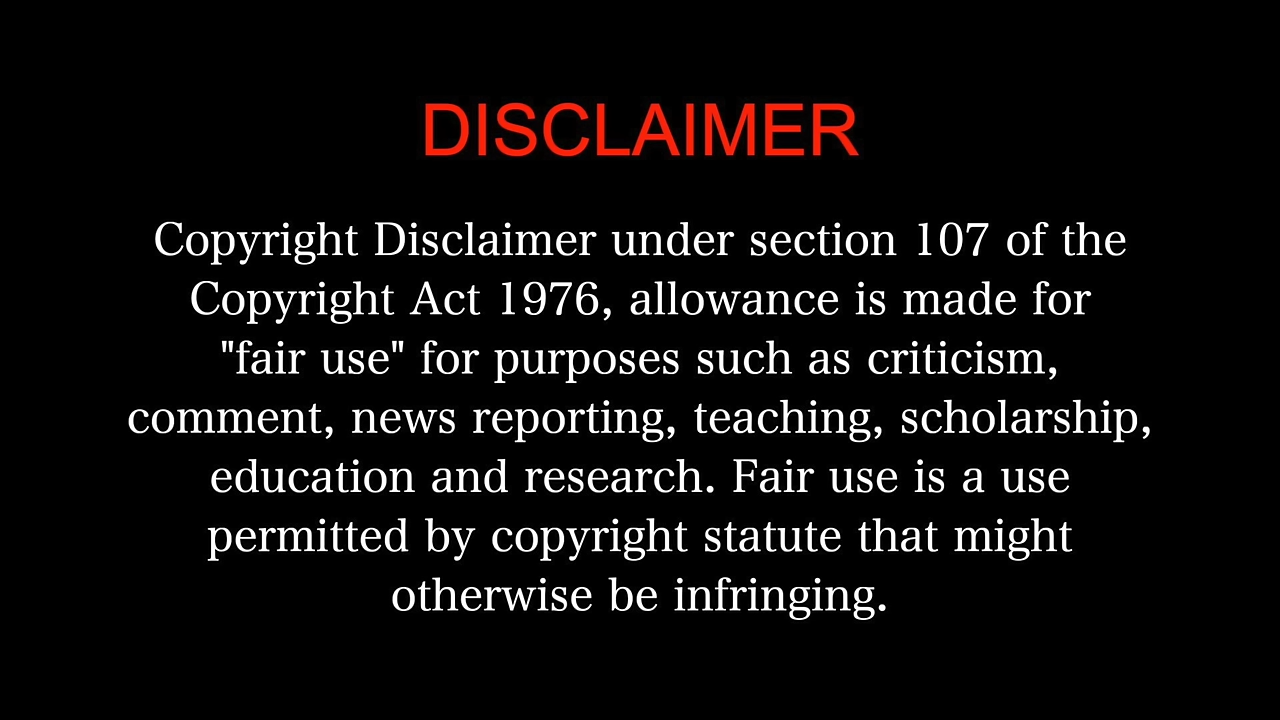 DISCLAIMER
Copyright Disclaimer under section 107 of the
Copyright Act 1976, allowance is made for
"fair use" for purposes such as criticism,
comment, news reporting, teaching, scholarship,
education and research. Fair use is a use
permitted by copyright statute that might
otherwise be infringing.